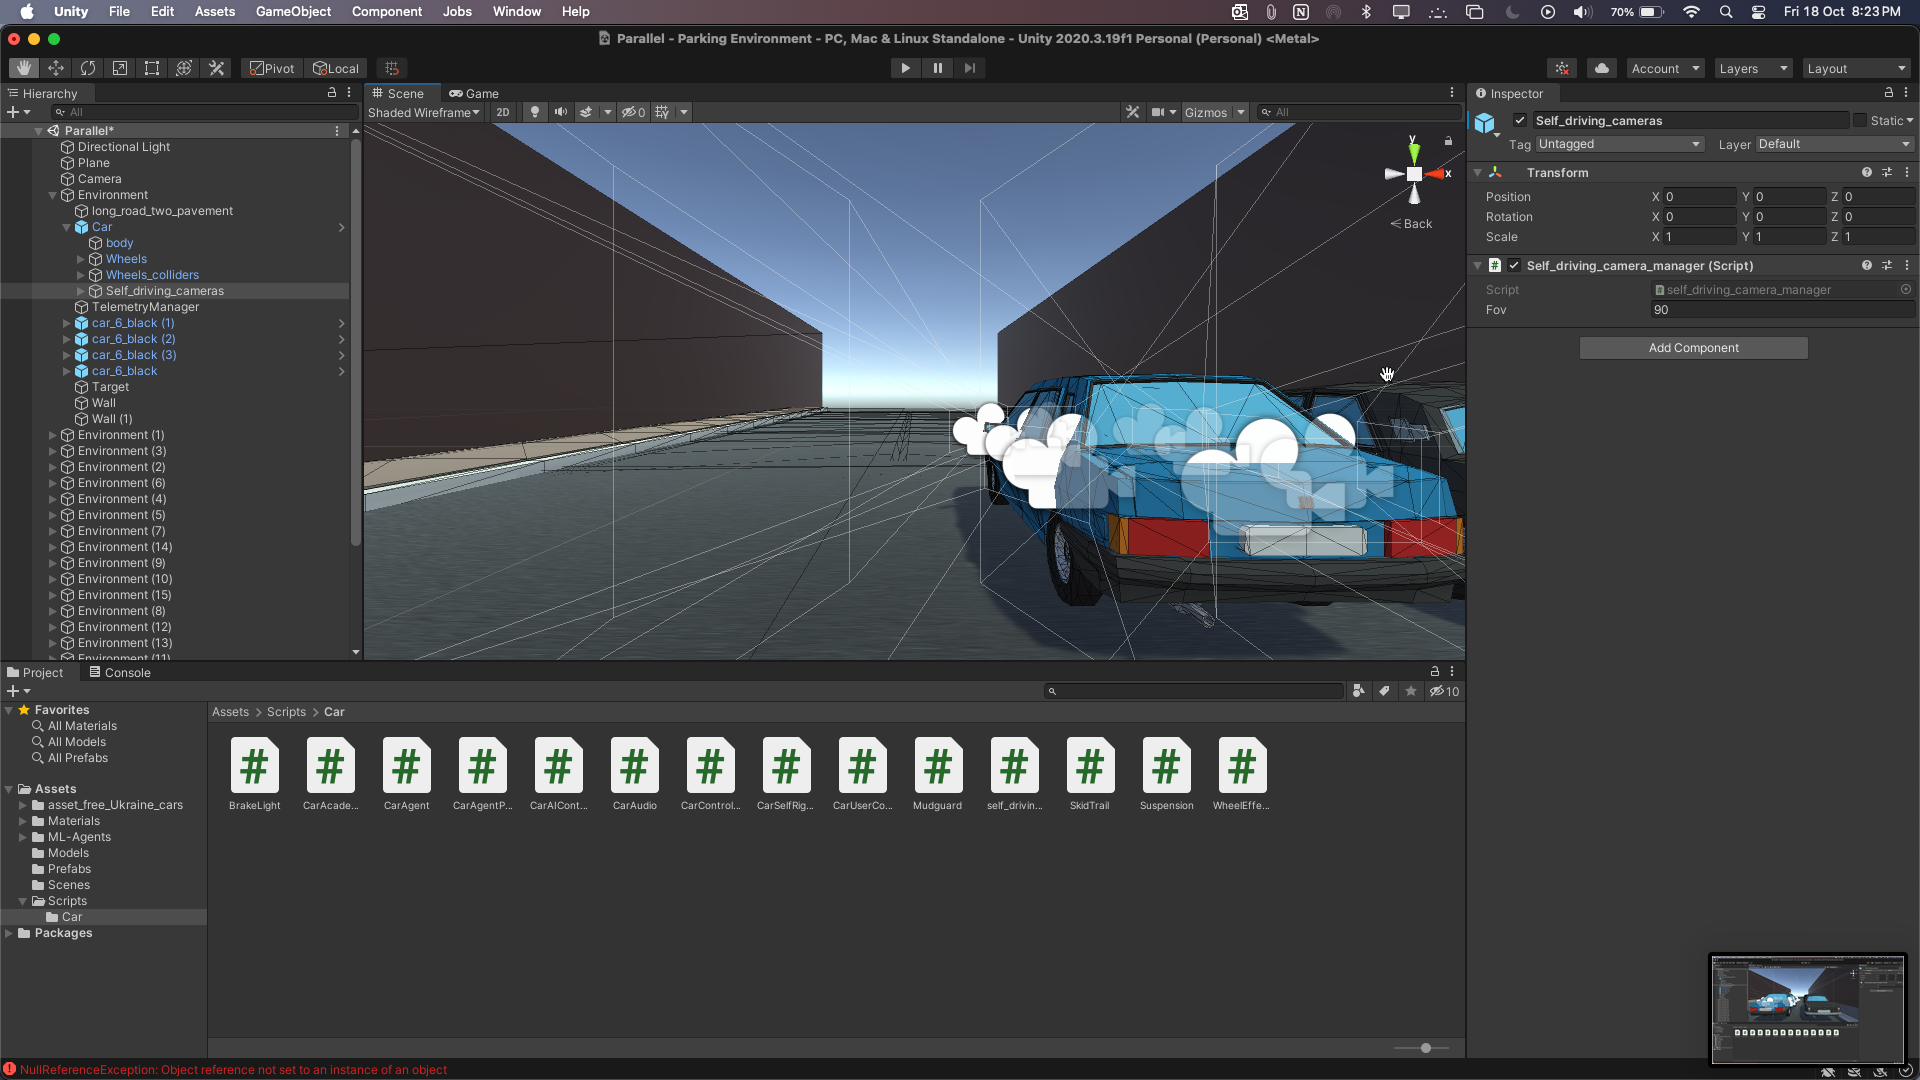 Unity File Edit Assets GameObject Component Jobs Window Help 70% Fri 18 Oct 8:23 PM
Parallel - Parking Environment - PC, Mac & Linux Standalone - Unity 2020.3.19f1 Personal (Personal) <Metal>
Pivot Local Account Layers Layout
Hierarchy
All
Parallel*
Directional Light
Plane
Camera
Environment
long_road_two_pavement
Car
body
Wheels
Wheels_colliders
Self_driving_cameras
TelemetryManager
car_6_black (1)
car_6_black (2)
car_6_black (3)
car_6_black
Target
Wall
Wall (1)
Environment (1)
Environment (3)
Environment (2)
Environment (6)
Environment (4)
Environment (5)
Environment (7)
Environment (14)
Environment (9)
Environment (10)
Environment (15)
Environment (8)
Environment (12)
Environment (13)
Environment (11)
Scene Game
Shaded Wireframe 2D 0 Gizmos All
y
x
Back
Inspector
Self_driving_cameras Static
Tag Untagged Layer Default
Transform
Position X 0 Y 0 Z 0
Rotation X 0 Y 0 Z 0
Scale X 1 Y 1 Z 1
Self_driving_camera_manager (Script)
Script self_driving_camera_manager
Fov 90
Add Component
Project Console
10
Favorites
All Materials
All Models
All Prefabs
Assets
asset_free_Ukraine_cars
Materials
ML-Agents
Models
Prefabs
Scenes
Scripts
Car
Packages
Assets > Scripts > Car
BrakeLight CarAcade... CarAgent CarAgentP... CarAICont... CarAudio CarControl... CarSelfRig... CarUserCo... Mudguard self_drivin... SkidTrail Suspension WheelEffe...
NullReferenceException: Object reference not set to an instance of an object